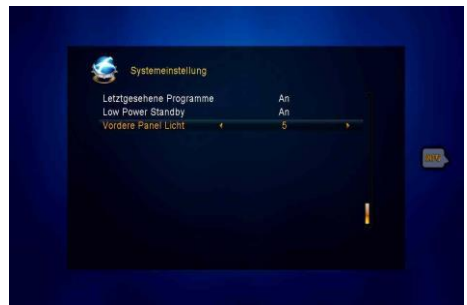 Systemeinstellung
Letztgesehene Programme An
Low Power Standby An
Vordere Panel Licht 5